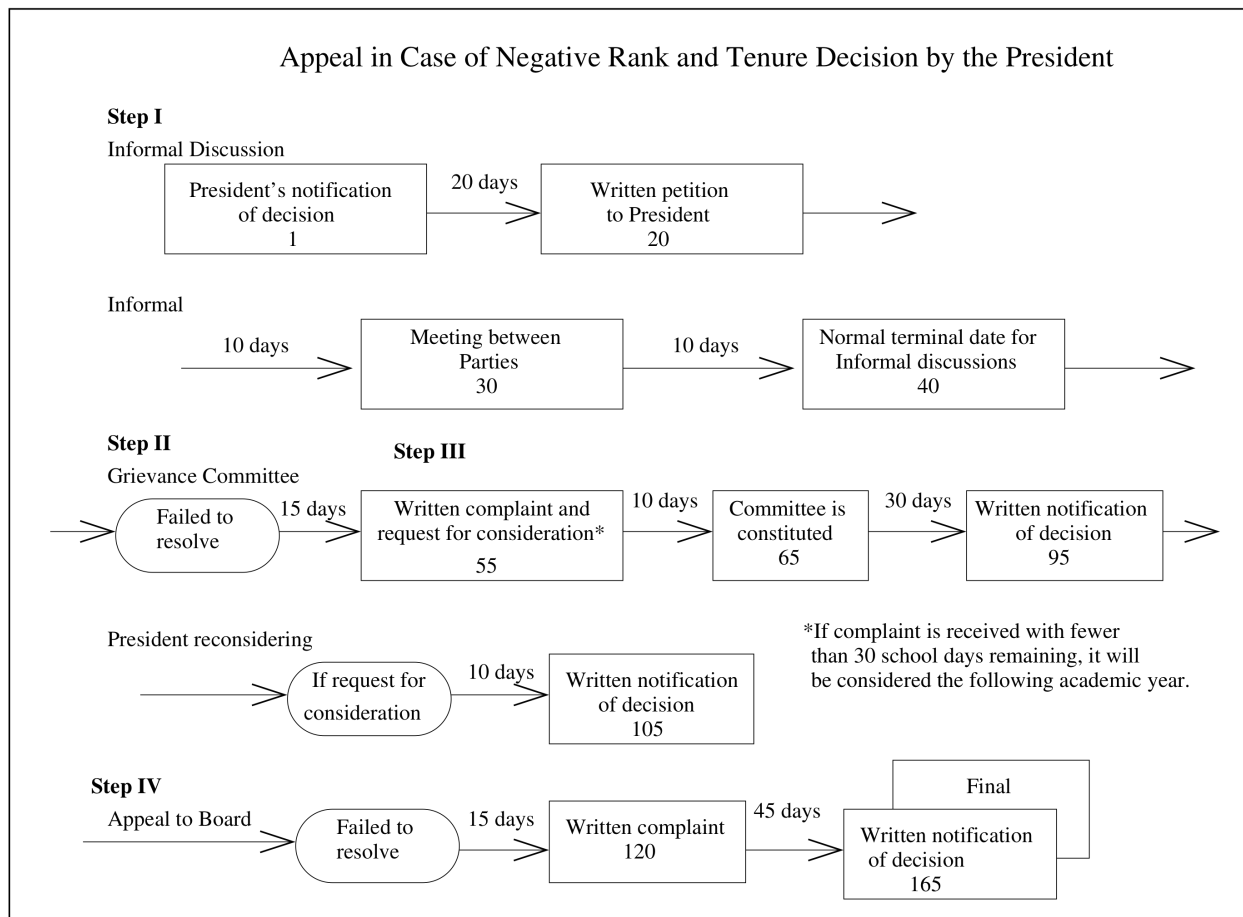 Appeal in Case of Negative Rank and Tenure Decision by the President
Step I
Informal Discussion
President's notification
of decision
1
20 days
Written petition
to President
20
Informal
10 days
Meeting between
Parties
30
10 days
Normal terminal date for
Informal discussions
40
Step II
Grievance Committee
Step III
Failed to
resolve
15 days
Written complaint and
request for consideration*
55
10 days
Committee is
constituted
65
30 days
Written notification
of decision
95
President reconsidering
If request for
consideration
10 days
Written notification
of decision
105
*If complaint is received with fewer
than 30 school days remaining, it will
be considered the following academic year.
Step IV
Appeal to Board
Failed to
resolve
15 days
Written complaint
120
45 days
Final
Written notification
of decision
165